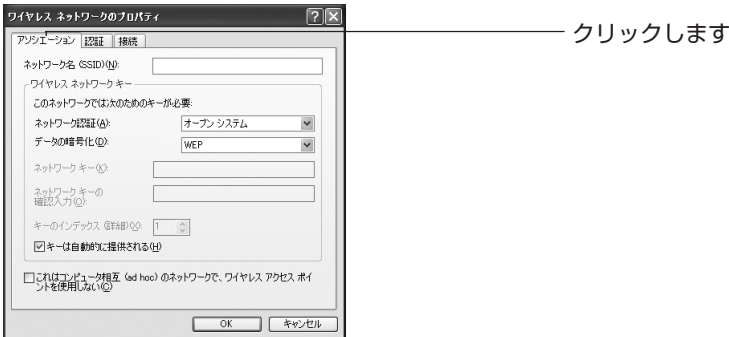 ワイヤレス ネットワークのプロパティ
クリックします
アソシエーション 認証 接続
ネットワーク名 (SSID)(N):
ワイヤレス ネットワーク キー
このネットワークでは次のためのキーが必要:
ネットワーク認証(A): オープン システム
データの暗号化(D): WEP
ネットワーク キー(K):
ネットワーク キーの
確認入力(O):
キーのインデックス (詳細)(X): 1
キーは自動的に提供される(H)
これはコンピュータ相互 (ad hoc) のネットワークで、ワイヤレス アクセス ポイ
ントを使用しない(C)
OK キャンセル